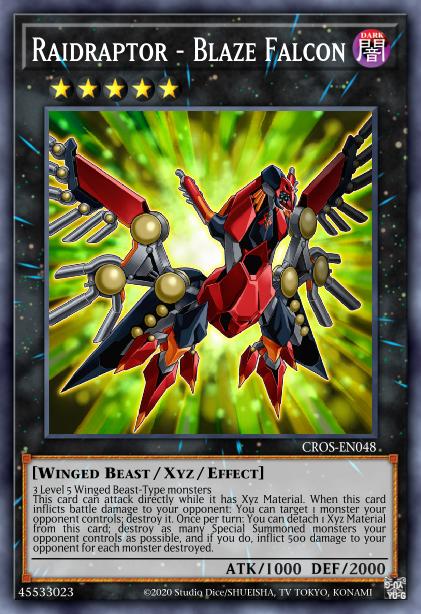 Raidraptor - Blaze Falcon
DARK
闇
CROS-EN048
[Winged Beast / Xyz / Effect]
3 Level 5 Winged Beast-Type monsters
This card can attack directly while it has Xyz Material. When this card
inflicts battle damage to your opponent: You can target 1 monster your
opponent controls; destroy it. Once per turn: You can detach 1 Xyz Material
from this card; destroy as many Special Summoned monsters your
opponent controls as possible, and if you do, inflict 500 damage to your
opponent for each monster destroyed.
ATK/1000 DEF/2000
45533023
©2020 Studio Dice/SHUEISHA, TV TOKYO, KONAMI